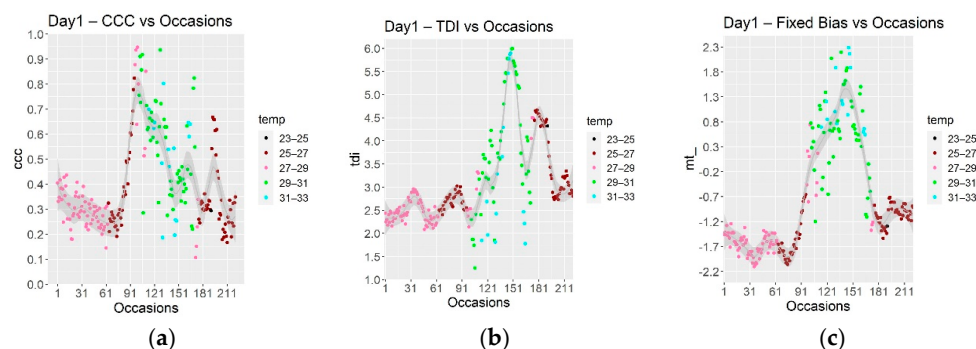 Day1 – CCC vs Occasions
ccc
1.0
0.9
0.8
0.7
0.6
0.5
0.4
0.3
0.2
0.1
0.0
1 31 61 91 121 151 181 211
Occasions
temp
23–25
25–27
27–29
29–31
31–33
(a)
Day1 – TDI vs Occasions
tdi
6.0
5.5
5.0
4.5
4.0
3.5
3.0
2.5
2.0
1.5
1.0
1 31 61 91 121 151 181 211
Occasions
temp
23–25
25–27
27–29
29–31
31–33
(b)
Day1 – Fixed Bias vs Occasions
mt_
2.3
1.8
1.3
0.8
0.3
-0.2
-0.7
-1.2
-1.7
-2.2
1 31 61 91 121 151 181 211
Occasions
temp
23–25
25–27
27–29
29–31
31–33
(c)